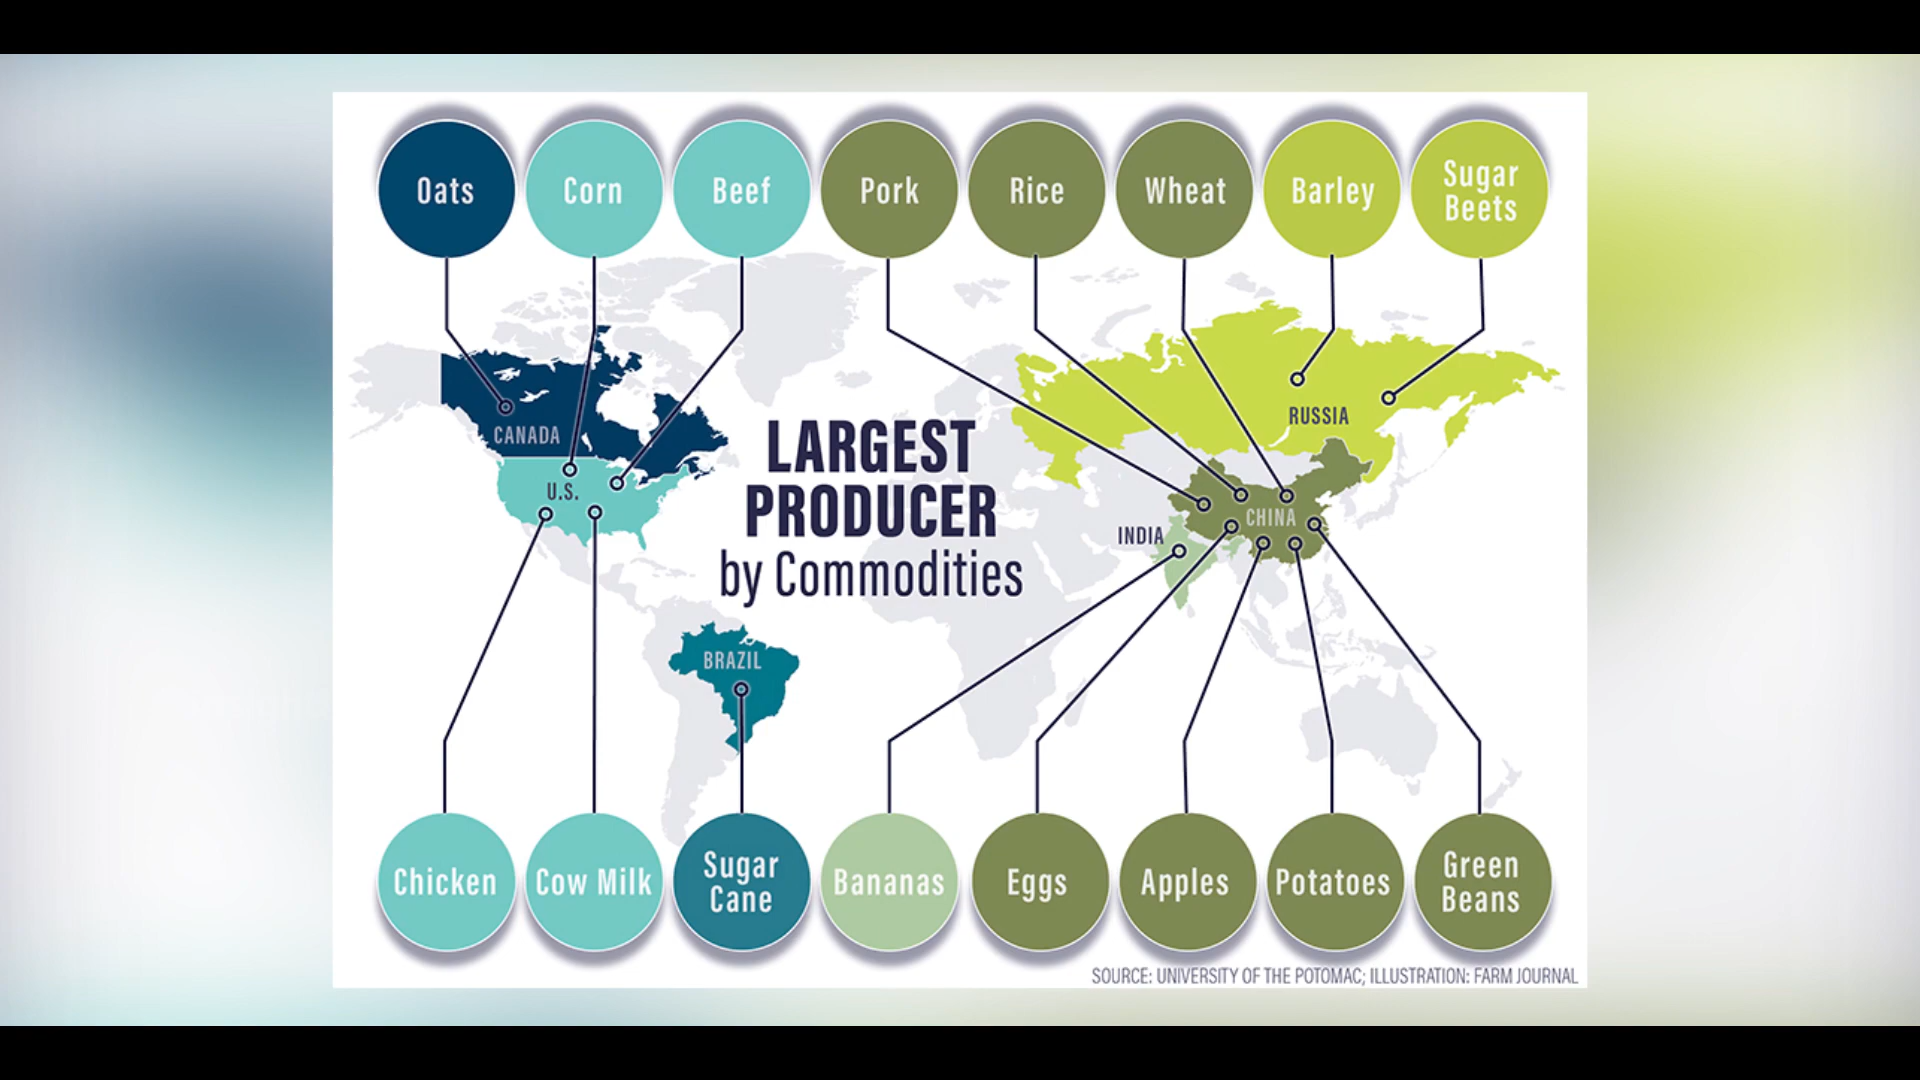 Oats
Corn
Beef
Pork
Rice
Wheat
Barley
Sugar
Beets
CANADA
U.S.
RUSSIA
LARGEST
PRODUCER
by Commodities
INDIA
CHINA
BRAZIL
Chicken
Cow Milk
Sugar
Cane
Bananas
Eggs
Apples
Potatoes
Green
Beans
SOURCE: UNIVERSITY OF THE POTOMAC; ILLUSTRATION: FARM JOURNAL